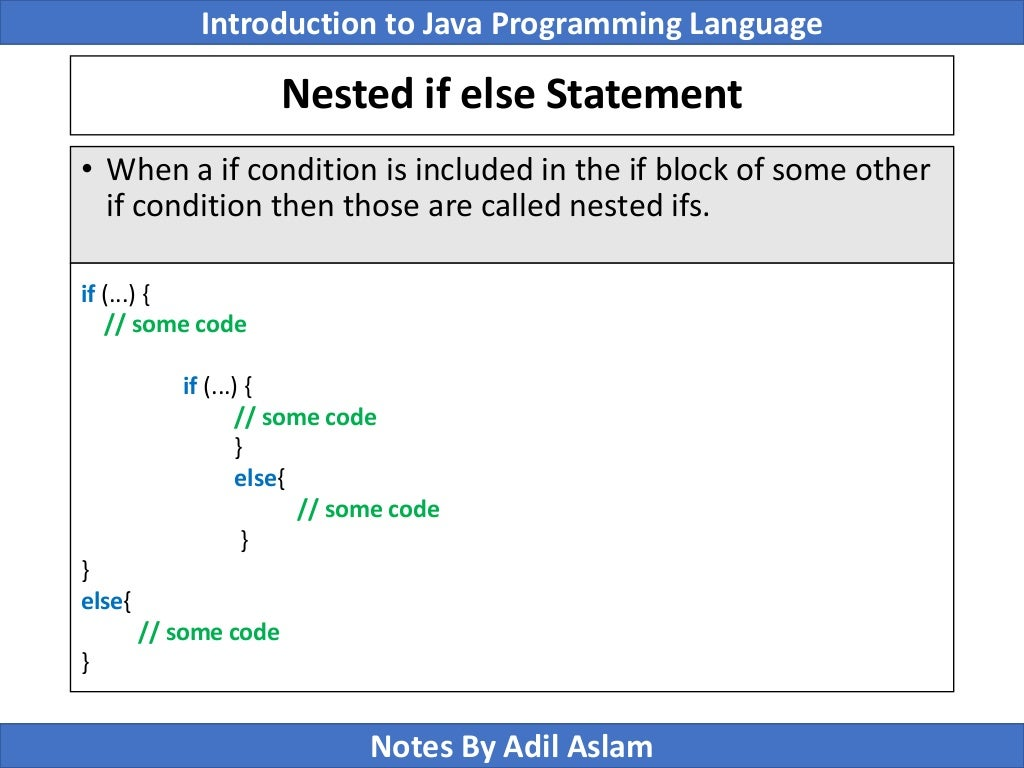 Introduction to Java Programming Language
Nested if else Statement
• When a if condition is included in the if block of some other
if condition then those are called nested ifs.
if (...) {
// some code
if (...) {
// some code
}
else{
// some code
}
}
else{
// some code
}
Notes By Adil Aslam